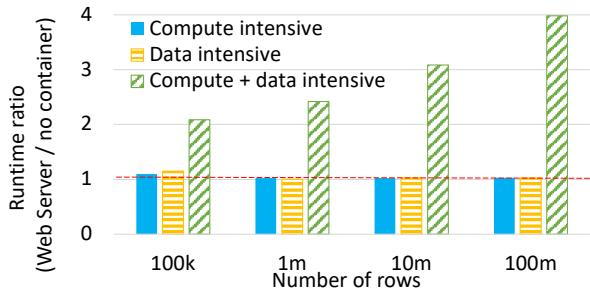 Runtime ratio
(Web Server / no container)
4
3
2
1
0
Compute intensive
Data intensive
Compute + data intensive
100k 1m 10m 100m
Number of rows